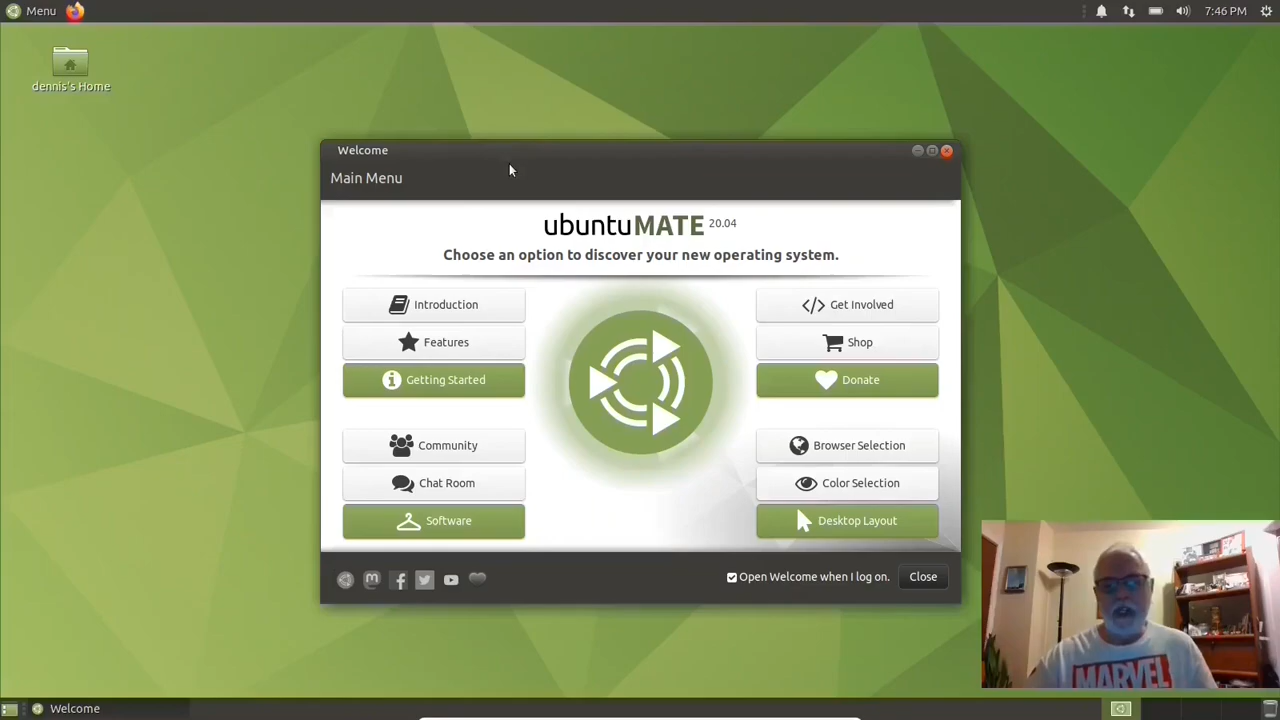 Menu
7:46 PM
dennis's Home
Welcome
Main Menu
ubuntuMATE 20.04
Choose an option to discover your new operating system.
Introduction
Features
Getting Started
Community
Chat Room
Software
Get Involved
Shop
Donate
Browser Selection
Color Selection
Desktop Layout
Open Welcome when I log on.
Close
MARVEL
Welcome